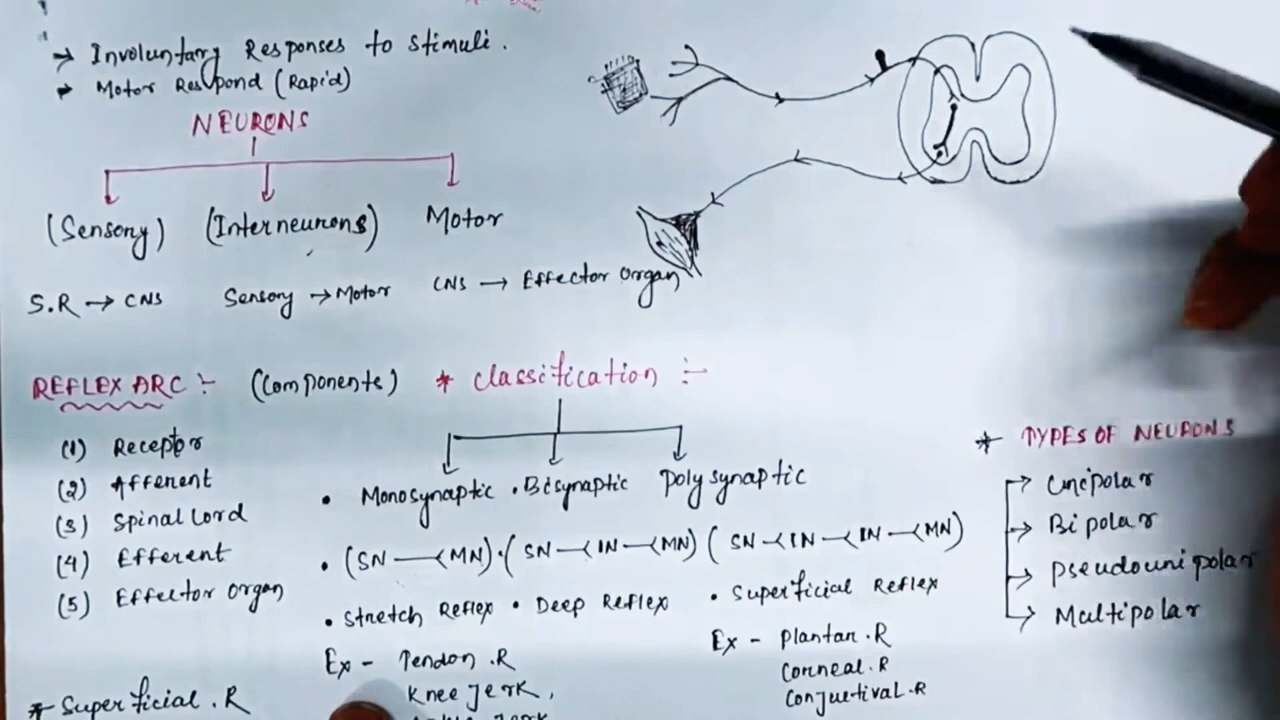 → Involuntary Responses to stimuli.
→ Motor Respond (Rapid)
NEURONS
(Sensory) (Interneurons) Motor
S.R → CNS Sensory → Motor CNS → Effector Organ
REFLEX ARC :- (Components)
(1) Receptor
(2) Afferent
(3) Spinal Cord
(4) Efferent
(5) Effector Organ
* Superficial .R
* Classification :-
• Monosynaptic • Bisynaptic Polysynaptic
• (SN —< MN) • (SN —< IN —< MN) (SN —< IN —< IN —< MN)
• Stretch Reflex • Deep Reflex • Superficial Reflex
Ex - Tendon .R
Knee Jerk,
Ex - Plantar .R
Corneal .R
Conjuctival .R
* TYPES OF NEURONS
→ Unipolar
→ Bipolar
→ Pseudounipolar
→ Multipolar